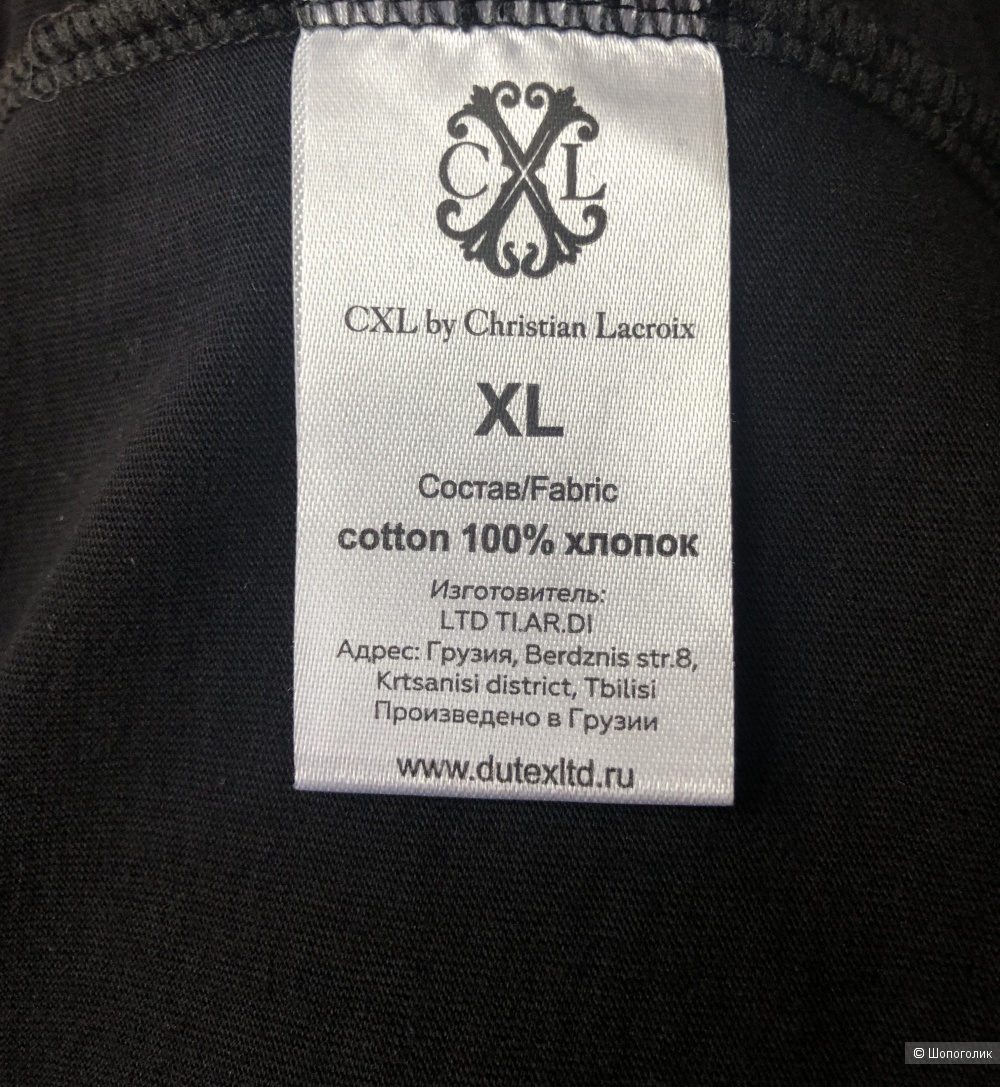 CXL
CXL by Christian Lacroix
XL
Состав/Fabric
cotton 100% хлопок
Изготовитель:
LTD TI.AR.DI
Адрес: Грузия, Berdznis str.8,
Krtsanisi district, Tbilisi
Произведено в Грузии
www.dutexltd.ru
© Шопоголик